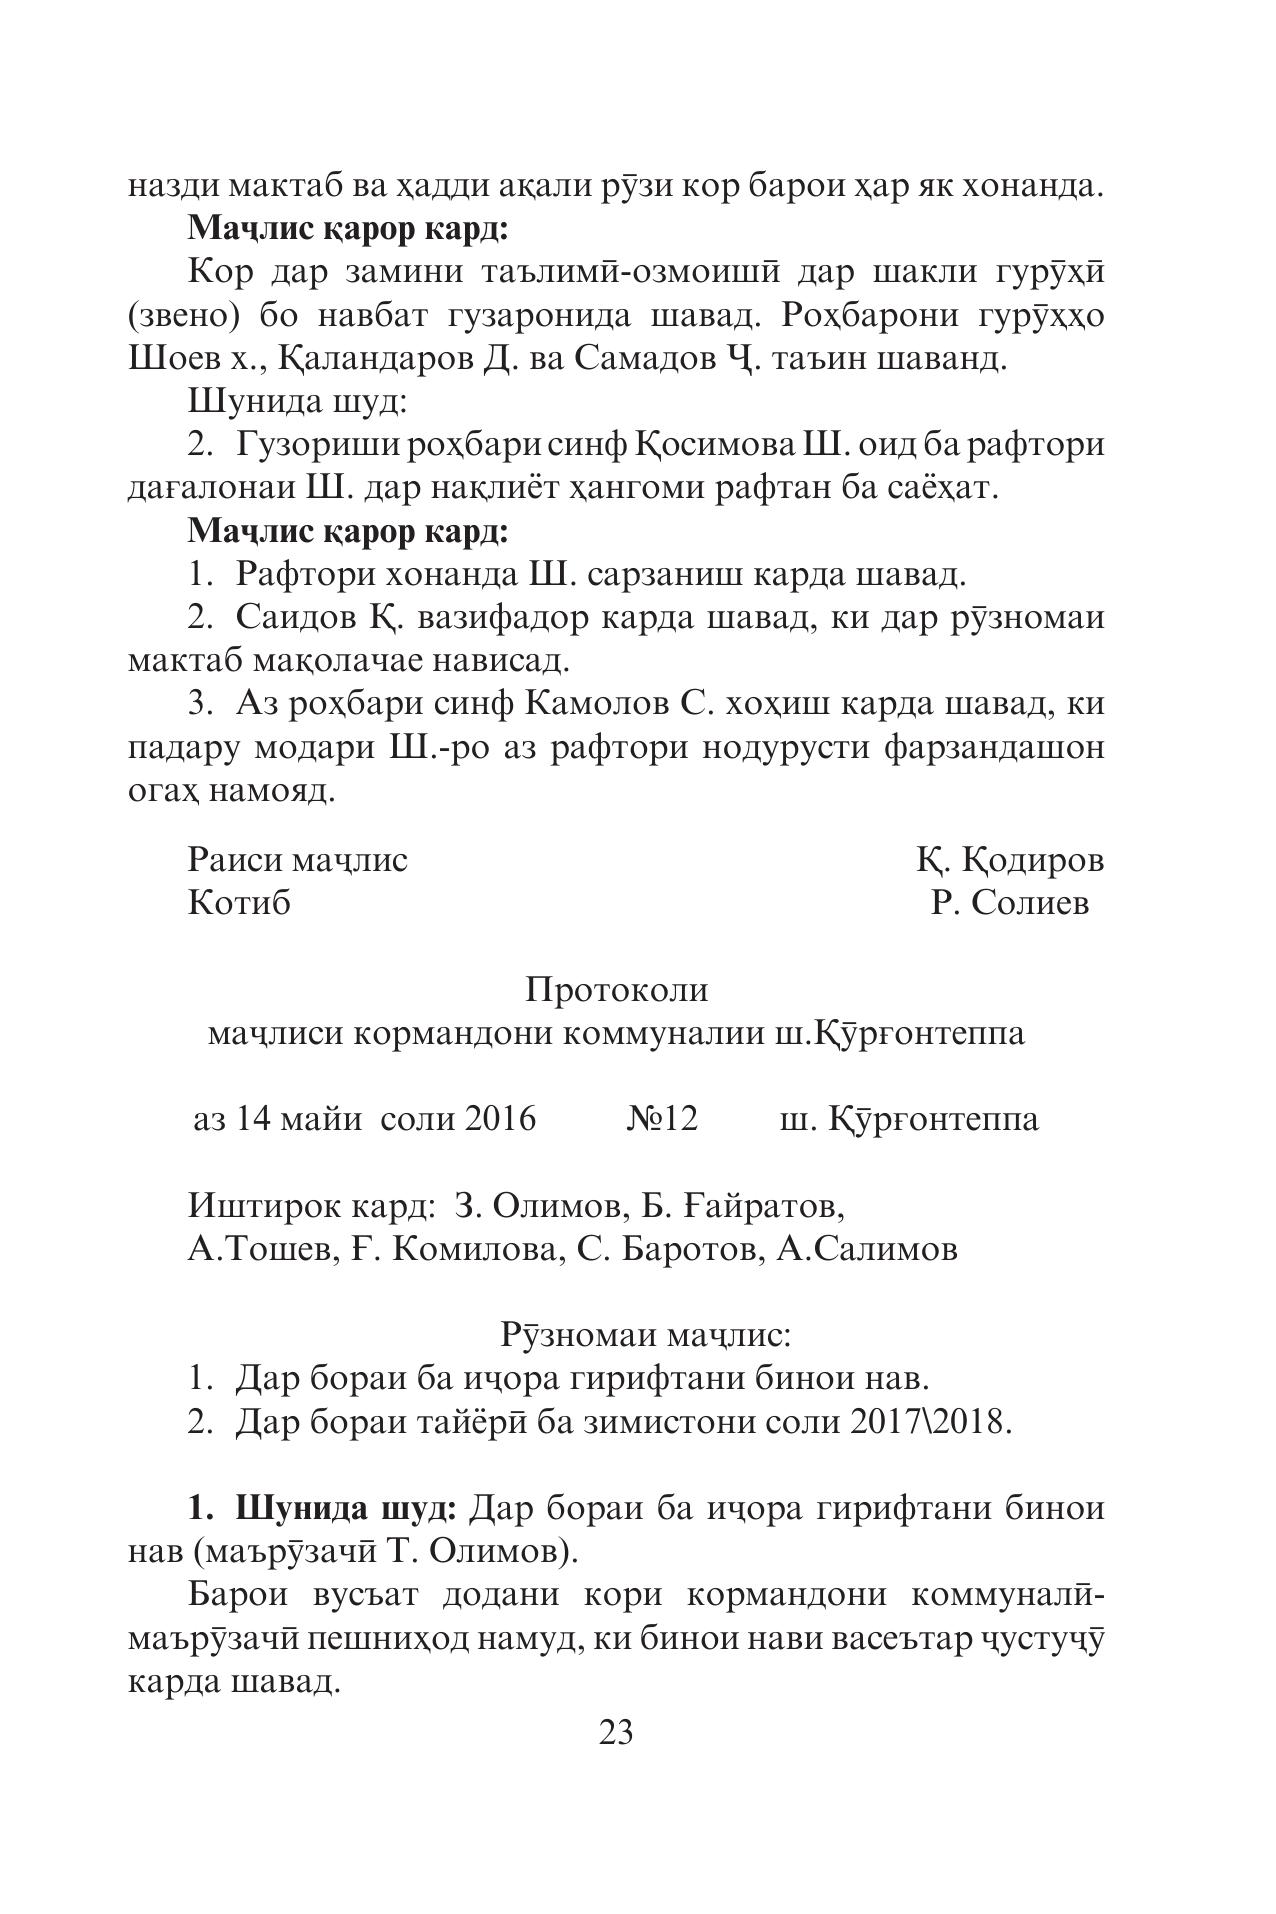 назди мактаб ва ҳадди ақали рӯзи кор барои ҳар як хонанда.
Маҷлис қарор кард:
Кор дар замини таълимӣ-озмоишӣ дар шакли гурӯҳӣ
(звено) бо навбат гузаронида шавад. Роҳбарони гурӯҳҳо
Шоев х., Қаландаров Д. ва Самадов Ҷ. таъин шаванд.
Шунида шуд:
2. Гузориши роҳбари синф Қосимова Ш. оид ба рафтори
дағалонаи Ш. дар нақлиёт ҳангоми рафтан ба саёҳат.
Маҷлис қарор кард:
1. Рафтори хонанда Ш. сарзаниш карда шавад.
2. Саидов Қ. вазифадор карда шавад, ки дар рӯзномаи
мактаб мақолачае нависад.
3. Аз роҳбари синф Камолов С. хоҳиш карда шавад, ки
падару модари Ш.-ро аз рафтори нодурусти фарзандашон
огаҳ намояд.
Раиси маҷлис Қ. Қодиров
Котиб Р. Солиев
Протоколи
маҷлиси кормандони коммуналии ш.Қӯрғонтеппа
аз 14 майи соли 2016 №12 ш. Қӯрғонтеппа
Иштирок кард: З. Олимов, Б. Ғайратов,
А.Тошев, Ғ. Комилова, С. Баротов, А.Салимов
Рӯзномаи маҷлис:
1. Дар бораи ба иҷора гирифтани бинои нав.
2. Дар бораи тайёрӣ ба зимистони соли 2017\2018.
1. Шунида шуд: Дар бораи ба иҷора гирифтани бинои
нав (маърӯзачӣ Т. Олимов).
Барои вусъат додани кори кормандони коммуналӣ-
маърӯзачӣ пешниҳод намуд, ки бинои нави васеътар ҷустуҷӯ
карда шавад.
23